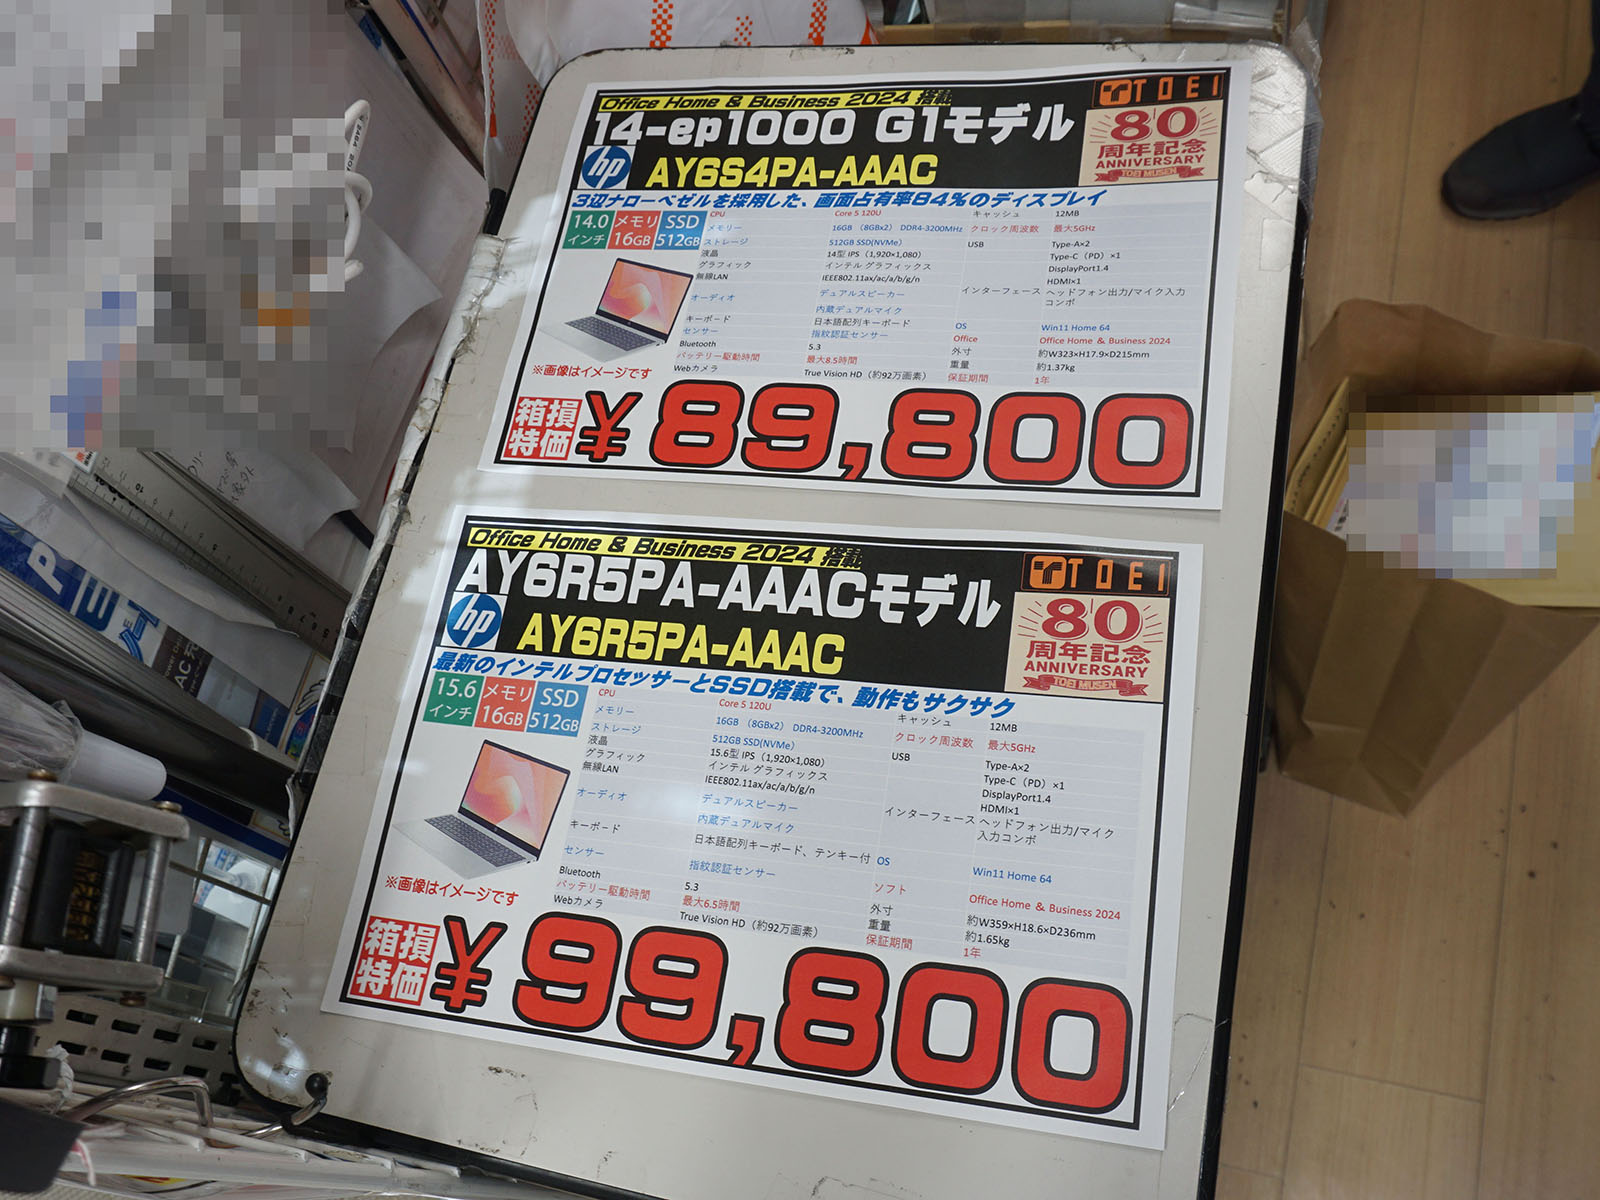 Office Home & Business 2024 搭載
14-ep1000 G1モデル
hp
AY6S4PA-AAAC
TOEI
80
周年記念
ANNIVERSARY
TOEI MUSEN
3辺ナローベゼルを採用した、画面占有率84%のディスプレイ
14.0
インチ
メモリ
16GB
SSD
512GB
CPU Core 5 120U
メモリー 16GB (8GBx2) DDR4-3200MHz
ストレージ 512GB SSD(NVMe)
液晶 14型 IPS (1,920×1,080)
グラフィック インテル グラフィックス
無線LAN IEEE802.11ax/ac/a/b/g/n
オーディオ デュアルスピーカー
内蔵デュアルマイク
キーボード 日本語配列キーボード
センサー 指紋認証センサー
Bluetooth 5.3
バッテリー駆動時間 最大8.5時間
Webカメラ True Vision HD (約92万画素)
キャッシュ 12MB
クロック周波数 最大5GHz
USB Type-A×2
Type-C (PD) ×1
DisplayPort1.4
HDMI×1
インターフェース ヘッドフォン出力/マイク入力
コンボ
OS Win11 Home 64
Office Office Home & Business 2024
外寸 約W323×H17.9×D215mm
重量 約1.37kg
保証期間 1年
※画像はイメージです
箱損
特価
¥89,800
Office Home & Business 2024 搭載
AY6R5PA-AAACモデル
hp
AY6R5PA-AAAC
TOEI
80
周年記念
ANNIVERSARY
TOEI MUSEN
最新のインテルプロセッサーとSSD搭載で、動作もサクサク
15.6
インチ
メモリ
16GB
SSD
512GB
CPU Core 5 120U
メモリー 16GB (8GBx2) DDR4-3200MHz
ストレージ 512GB SSD(NVMe)
液晶 15.6型 IPS (1,920×1,080)
グラフィック インテル グラフィックス
無線LAN IEEE802.11ax/ac/a/b/g/n
オーディオ デュアルスピーカー
内蔵デュアルマイク
キーボード 日本語配列キーボード、テンキー付
センサー 指紋認証センサー
Bluetooth 5.3
バッテリー駆動時間 最大6.5時間
Webカメラ True Vision HD (約92万画素)
キャッシュ 12MB
クロック周波数 最大5GHz
USB Type-A×2
Type-C (PD) ×1
DisplayPort1.4
HDMI×1
インターフェース ヘッドフォン出力/マイク
入力コンボ
OS Win11 Home 64
ソフト Office Home & Business 2024
外寸 約W359×H18.6×D236mm
重量 約1.65kg
保証期間 1年
※画像はイメージです
箱損
特価
¥99,800